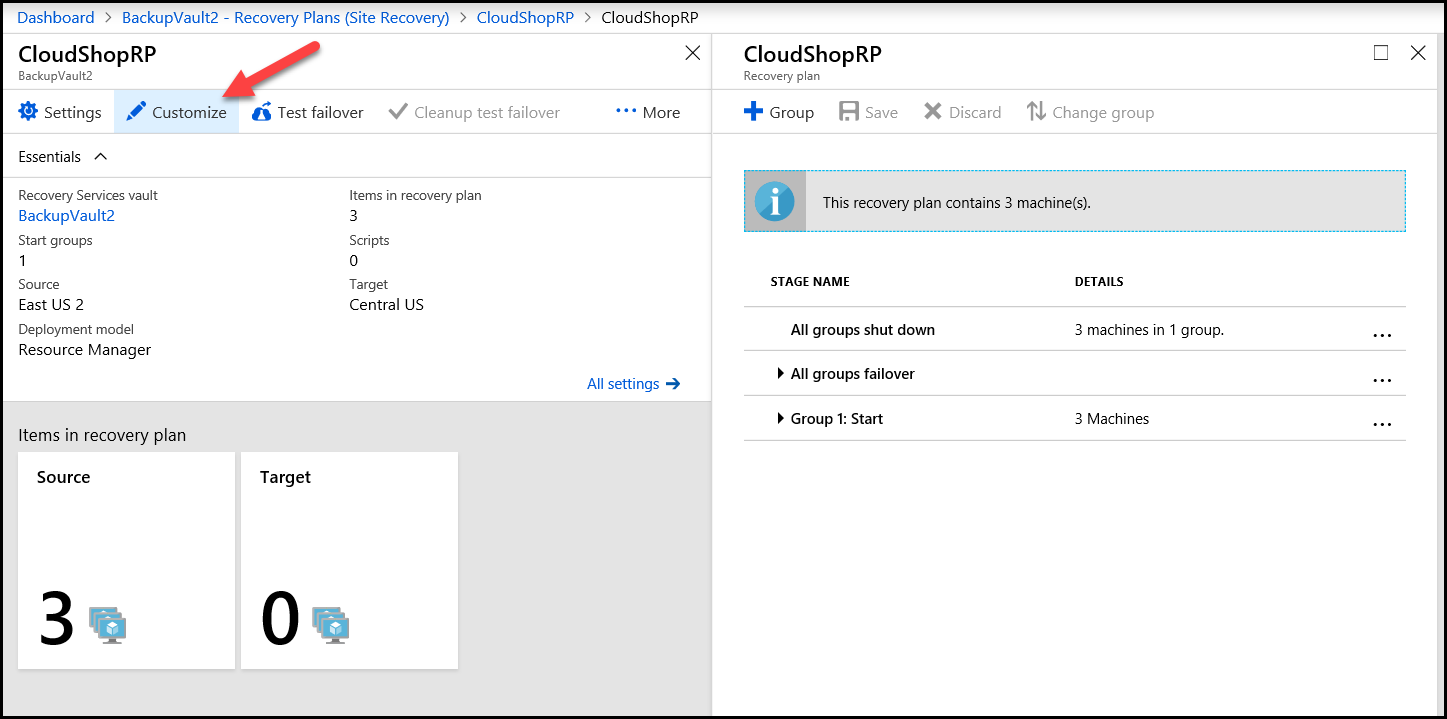 Dashboard > BackupVault2 - Recovery Plans (Site Recovery) > CloudShopRP > CloudShopRP
CloudShopRP
BackupVault2
Settings Customize Test failover Cleanup test failover ... More
Essentials
Recovery Services vault Items in recovery plan
BackupVault2 3
Start groups Scripts
1 0
Source Target
East US 2 Central US
Deployment model
Resource Manager
All settings
Items in recovery plan
Source Target
3 0
CloudShopRP
Recovery plan
Group Save Discard Change group
This recovery plan contains 3 machine(s).
STAGE NAME DETAILS
All groups shut down 3 machines in 1 group. ...
All groups failover ...
Group 1: Start 3 Machines ...